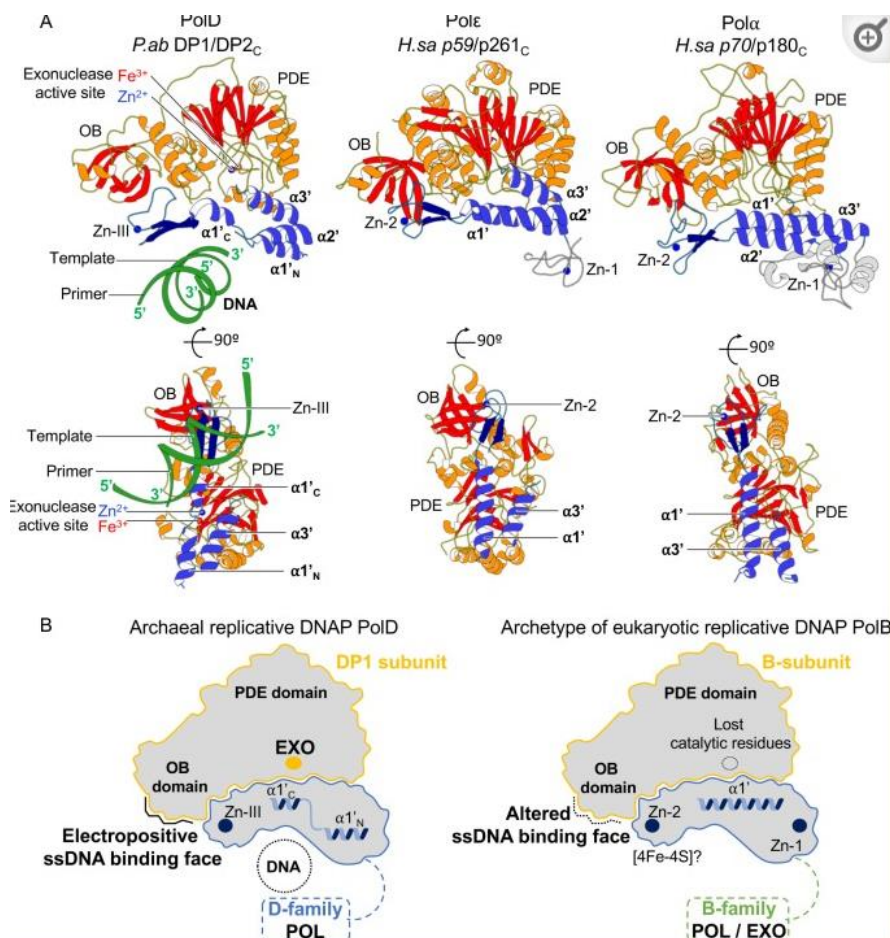 A
PolD
P.ab DP1/DP2C
Polε
H.sa p59/p261C
Polα
H.sa p70/p180C
Exonuclease Fe³⁺
active site Zn²⁺
PDE
OB
Zn-III
α1'C
α3'
α2'
α1'N
Template
Primer
5'
3'
5'
3'
DNA
PDE
OB
Zn-2
α1'
α3'
α2'
Zn-1
PDE
OB
Zn-2
α1'
α3'
α2'
Zn-1
90º
90º
90º
OB
5'
Zn-III
Template
3'
Primer
PDE
5'
3'
α1'C
Exonuclease Zn²⁺
active site Fe³⁺
α3'
α1'N
OB
Zn-2
PDE
α3'
α1'
OB
Zn-2
α1'
PDE
α3'
B
Archaeal replicative DNAP PolD
DP1 subunit
PDE domain
EXO
OB
domain
α1'C
Zn-III
α1'N
Electropositive
ssDNA binding face
DNA
D-family
POL
Archetype of eukaryotic replicative DNAP PolB
B-subunit
PDE domain
Lost
catalytic residues
OB
domain
α1'
Altered
ssDNA binding face
Zn-2
[4Fe-4S]?
Zn-1
B-family
POL / EXO